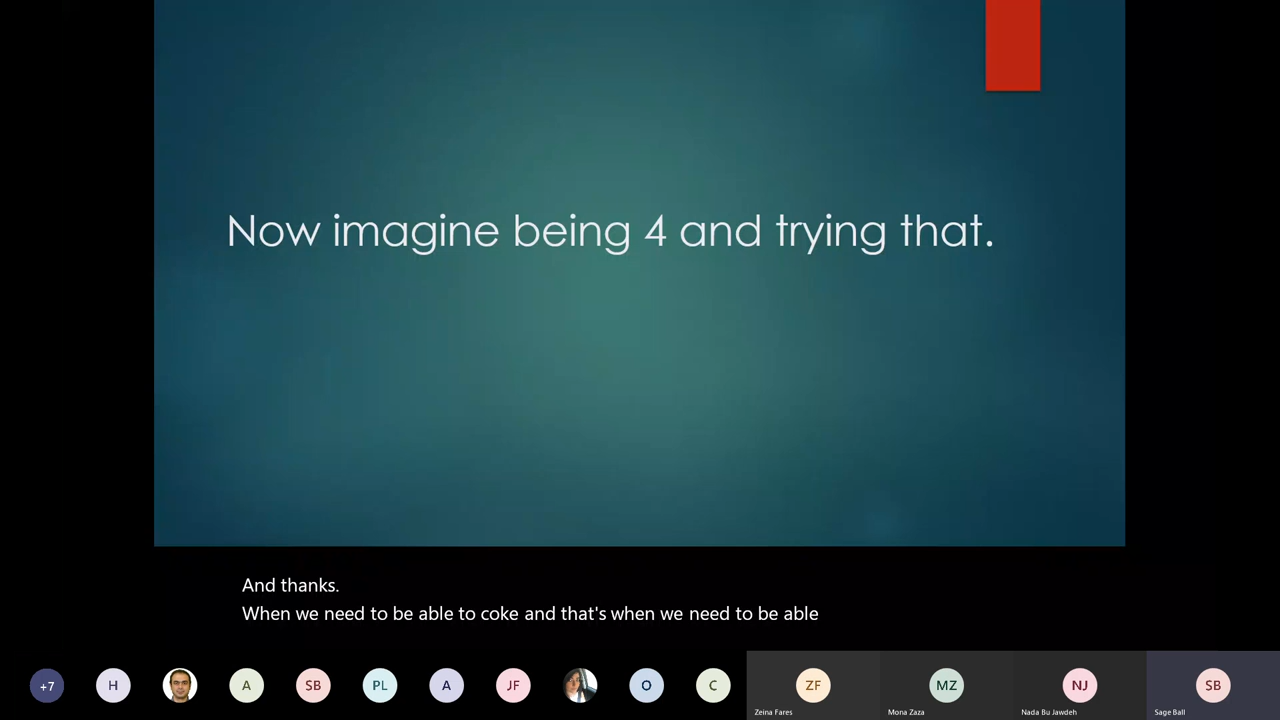 Now imagine being 4 and trying that.
And thanks.
When we need to be able to coke and that's when we need to be able
+7
H
A
SB
PL
A
JF
O
C
ZF
MZ
NJ
SB
Zeina Fares
Mona Zaza
Nada Bu Jawdeh
Sage Ball